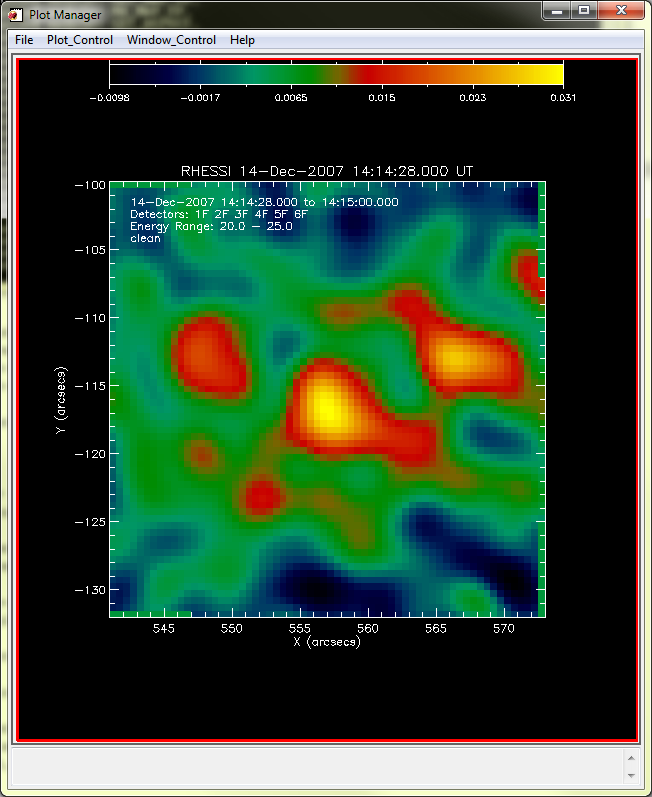 Plot Manager
File Plot_Control Window_Control Help
-0.0098 -0.0017 0.0065 0.015 0.023 0.031
RHESSI 14-Dec-2007 14:14:28.000 UT
14-Dec-2007 14:14:28.000 to 14:15:00.000
Detectors: 1F 2F 3F 4F 5F 6F
Energy Range: 20.0 - 25.0
clean
-100
-105
-110
-115
-120
-125
-130
Y (arcsecs)
545 550 555 560 565 570
X (arcsecs)